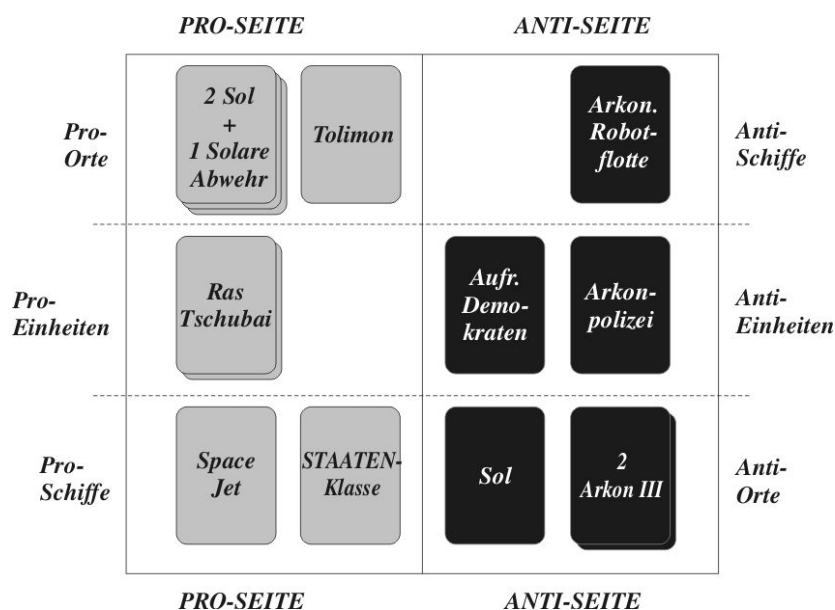 PRO-SEITE
ANTI-SEITE
Pro-
Orte
2 Sol
+
1 Solare
Abwehr
Tolimon
Arkon.
Robot-
flotte
Anti-
Schiffe
Pro-
Einheiten
Ras
Tschubai
Aufr.
Demo-
kraten
Arkon-
polizei
Anti-
Einheiten
Pro-
Schiffe
Space
Jet
STAATEN-
Klasse
Sol
2
Arkon III
Anti-
Orte
PRO-SEITE
ANTI-SEITE